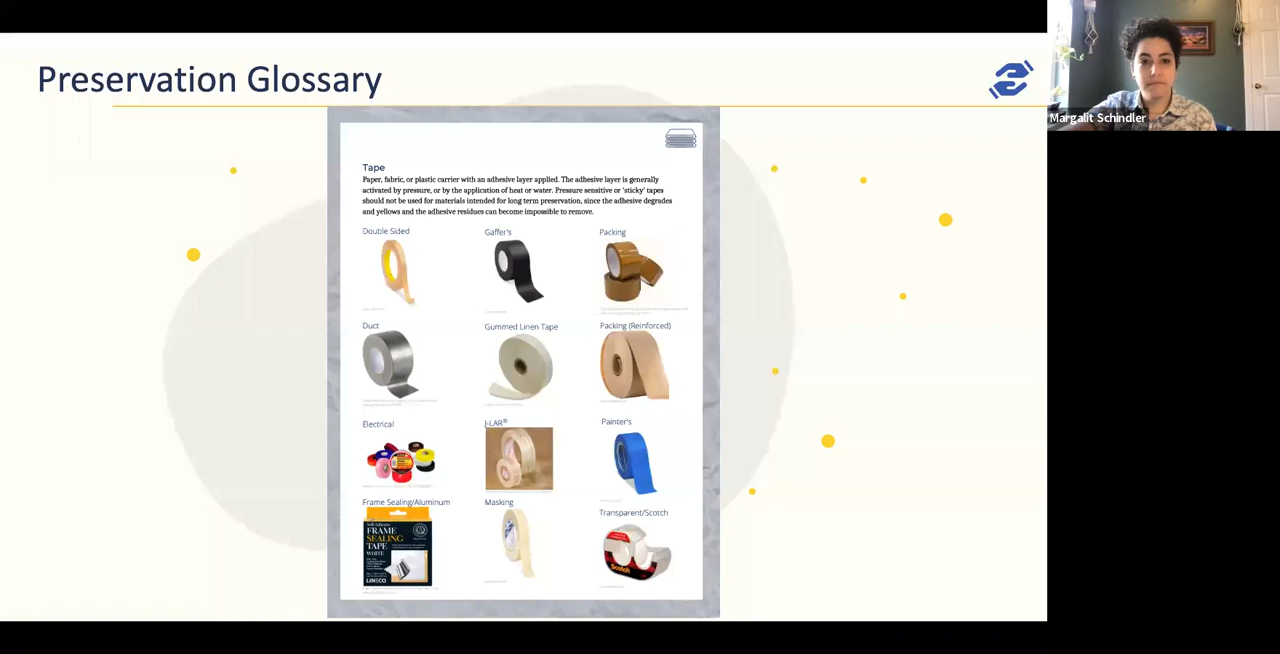 Preservation Glossary
Margalit Schindler
Tape
Paper, fabric, or plastic carrier with an adhesive layer applied. The adhesive layer is generally
activated by pressure, or by the application of heat or water. Pressure sensitive or 'sticky' tapes
should not be used for materials intended for long term preservation, since the adhesive degrades
and yellows and the adhesive residues can become impossible to remove.
Double Sided
Gaffer's
Packing
Duct
Gummed Linen Tape
Packing (Reinforced)
Electrical
J-LAR®
Painter's
Frame Sealing/Aluminum
Masking
Transparent/Scotch
Self-Adhesive
FRAME
SEALING
TAPE
WHITE
LINECO
Scotch